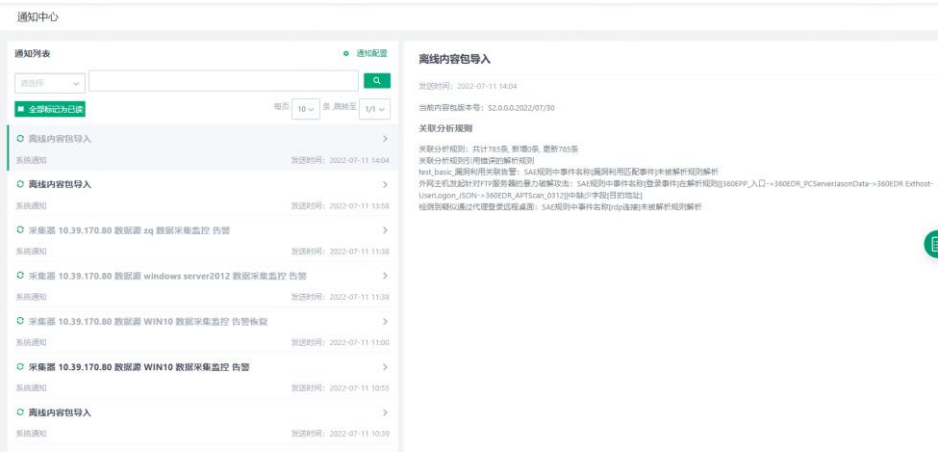 通知中心
通知列表
通知配置
请选择
全部标记为已读
每页 10 条,跳转至 1/1
离线内容包导入
系统通知 发送时间：2022-07-11 14:04
离线内容包导入
系统通知 发送时间：2022-07-11 13:58
采集器 10.39.170.80 数据源 zq 数据采集监控 告警
系统通知 发送时间：2022-07-11 11:38
采集器 10.39.170.80 数据源 windows server2012 数据采集监控 告警
系统通知 发送时间：2022-07-11 11:38
采集器 10.39.170.80 数据源 WIN10 数据采集监控 告警恢复
系统通知 发送时间：2022-07-11 11:00
采集器 10.39.170.80 数据源 WIN10 数据采集监控 告警
系统通知 发送时间：2022-07-11 10:55
离线内容包导入
系统通知 发送时间：2022-07-11 10:39
离线内容包导入
发送时间：2022-07-11 14:04
当前内容包版本号：S2.0.0.0.2022/07/30
关联分析规则
关联分析规则：共计783条, 新增0条, 更新765条
关联分析规则引用错误的解析规则
test_basic_漏洞利用关联告警：SAE规则中事件名称[漏洞利用匹配事件]未被解析规则解析
外网主机发起针对FTP服务器的暴力破解攻击：SAE规则中事件名称[登录事件]在解析规则[[360EPP_入口->360EDR_PCServerJasonData->360EDR Exthost-
UserLogon_JSON->360EDR_APTScan_0312]]中缺少字段[目的地址]
检测到疑似通过代理登录远程桌面：SAE规则中事件名称[rdp连接]未被解析规则解析